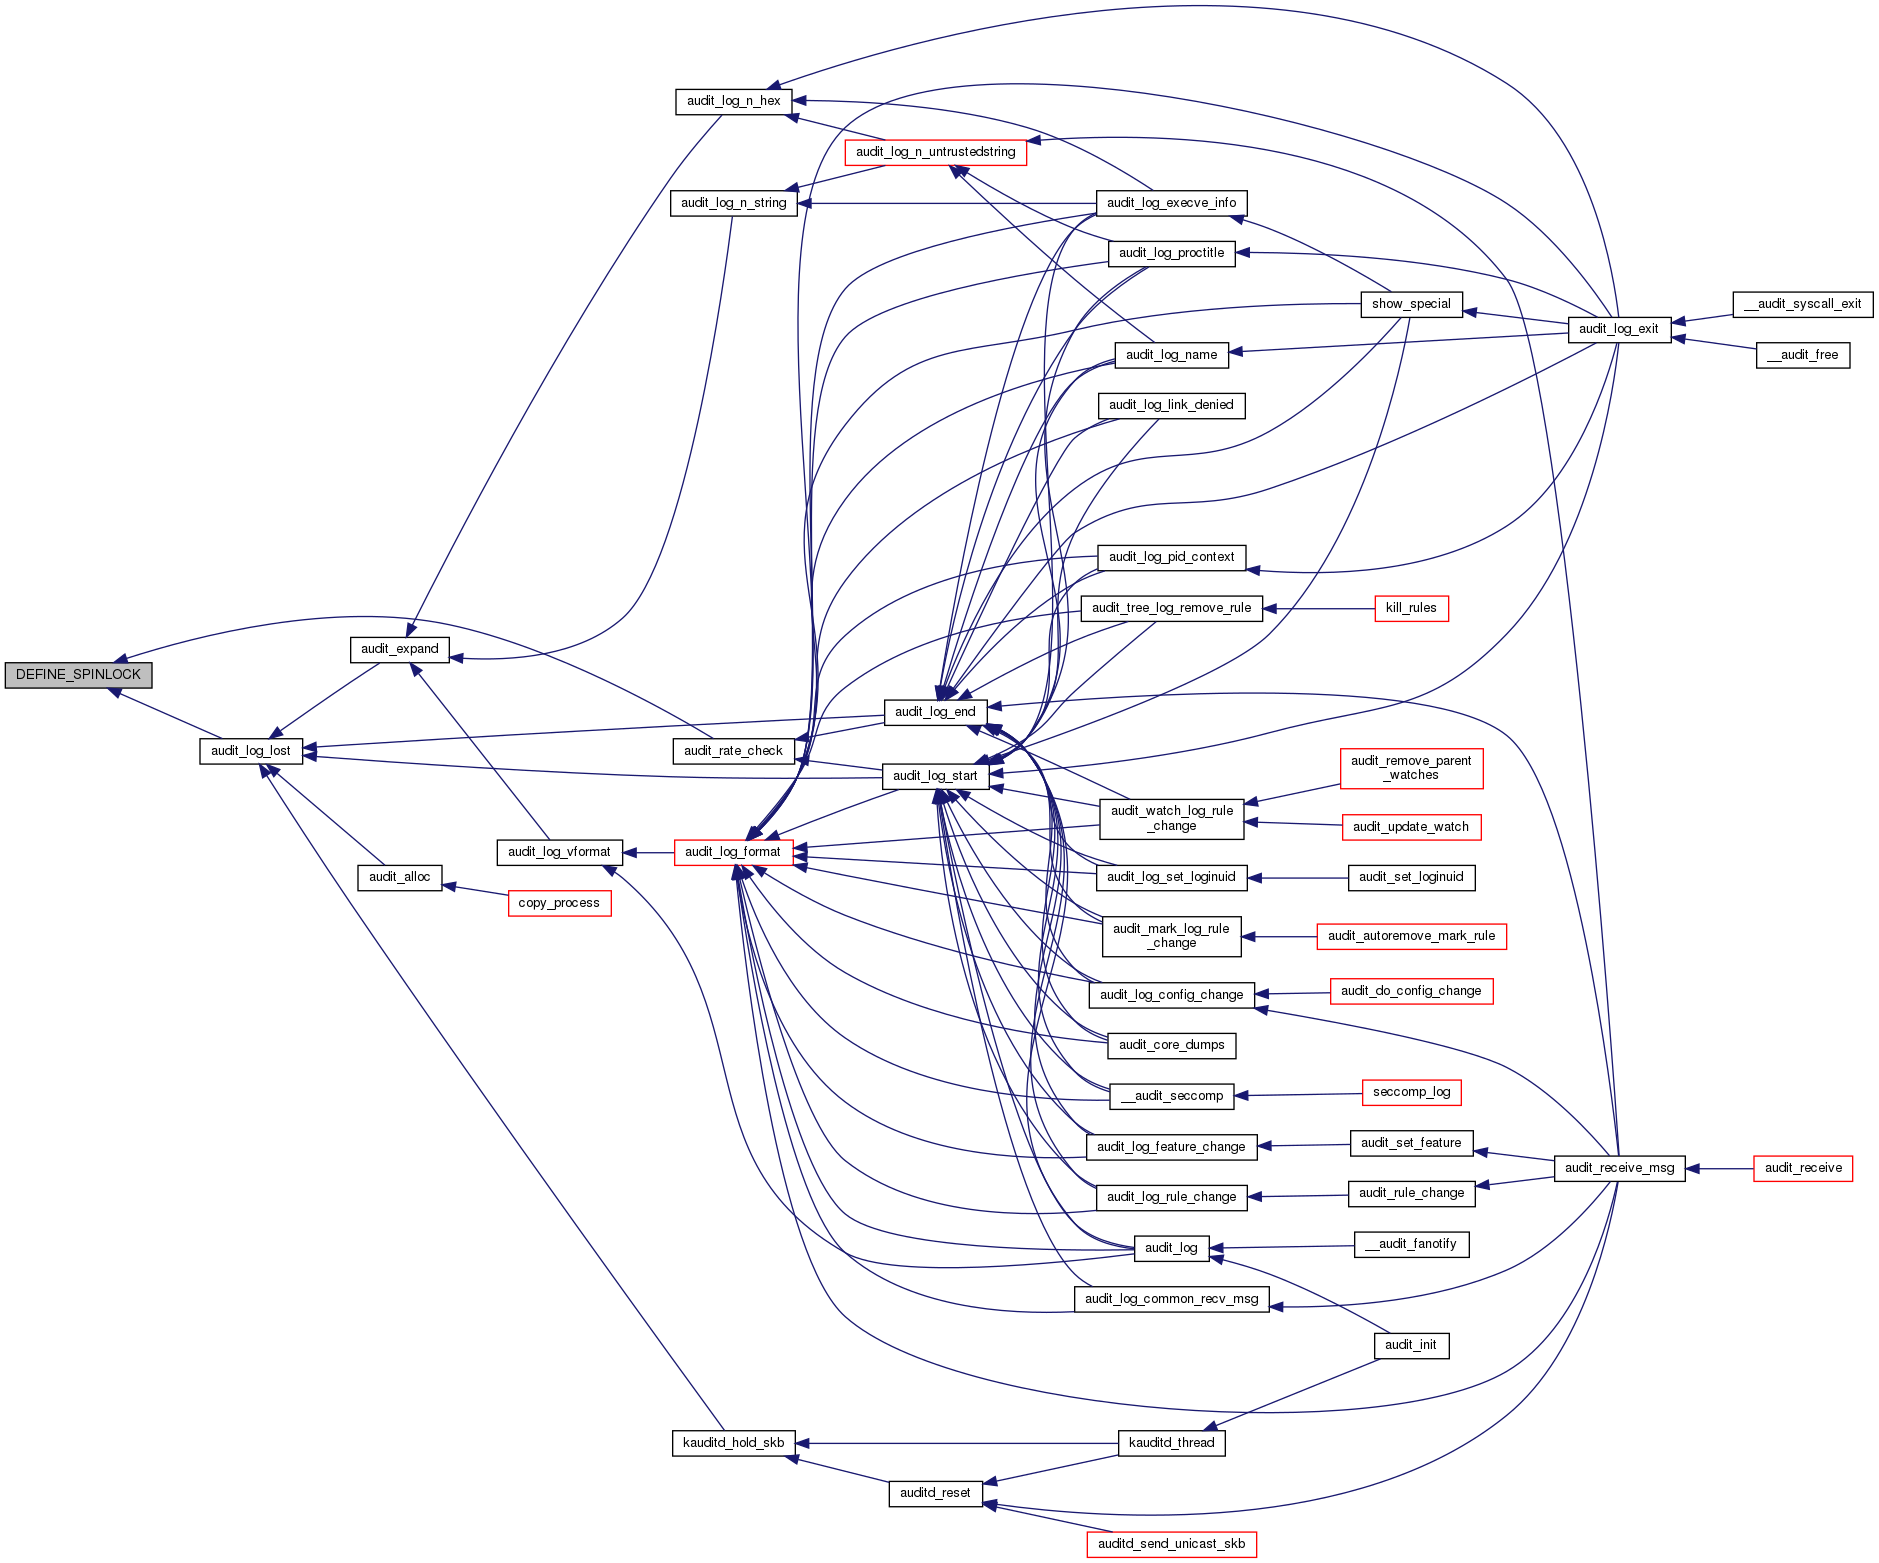 audit_log_n_hex
audit_log_n_untrustedstring
audit_log_n_string
audit_log_execve_info
audit_log_proctitle
show_special
__audit_syscall_exit
audit_log_exit
audit_log_name
__audit_free
audit_log_link_denied
audit_log_pid_context
audit_tree_log_remove_rule
kill_rules
audit_expand
DEFINE_SPINLOCK
audit_log_end
audit_log_lost
audit_rate_check
audit_log_start
audit_remove_parent
_watches
audit_watch_log_rule
_change
audit_update_watch
audit_log_vformat
audit_log_format
audit_alloc
audit_log_set_loginuid
audit_set_loginuid
copy_process
audit_mark_log_rule
_change
audit_autoremove_mark_rule
audit_log_config_change
audit_do_config_change
audit_core_dumps
__audit_seccomp
seccomp_log
audit_log_feature_change
audit_set_feature
audit_receive_msg
audit_receive
audit_log_rule_change
audit_rule_change
audit_log
__audit_fanotify
audit_log_common_recv_msg
audit_init
kauditd_hold_skb
kauditd_thread
auditd_reset
auditd_send_unicast_skb